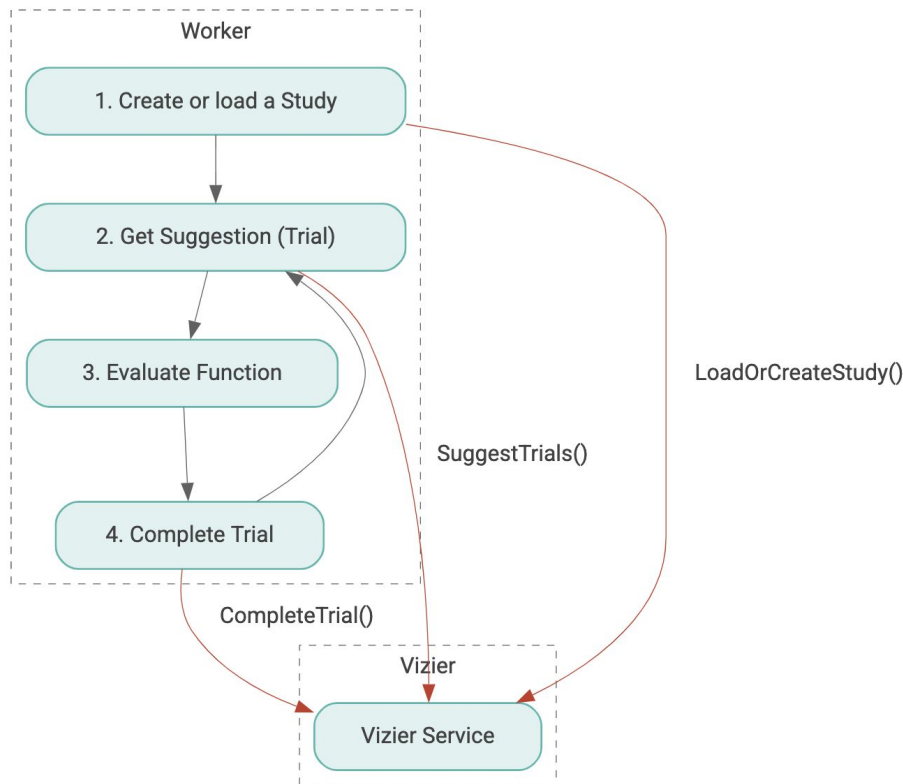 Worker
1. Create or load a Study
2. Get Suggestion (Trial)
3. Evaluate Function
LoadOrCreateStudy()
SuggestTrials()
4. Complete Trial
CompleteTrial()
Vizier
Vizier Service